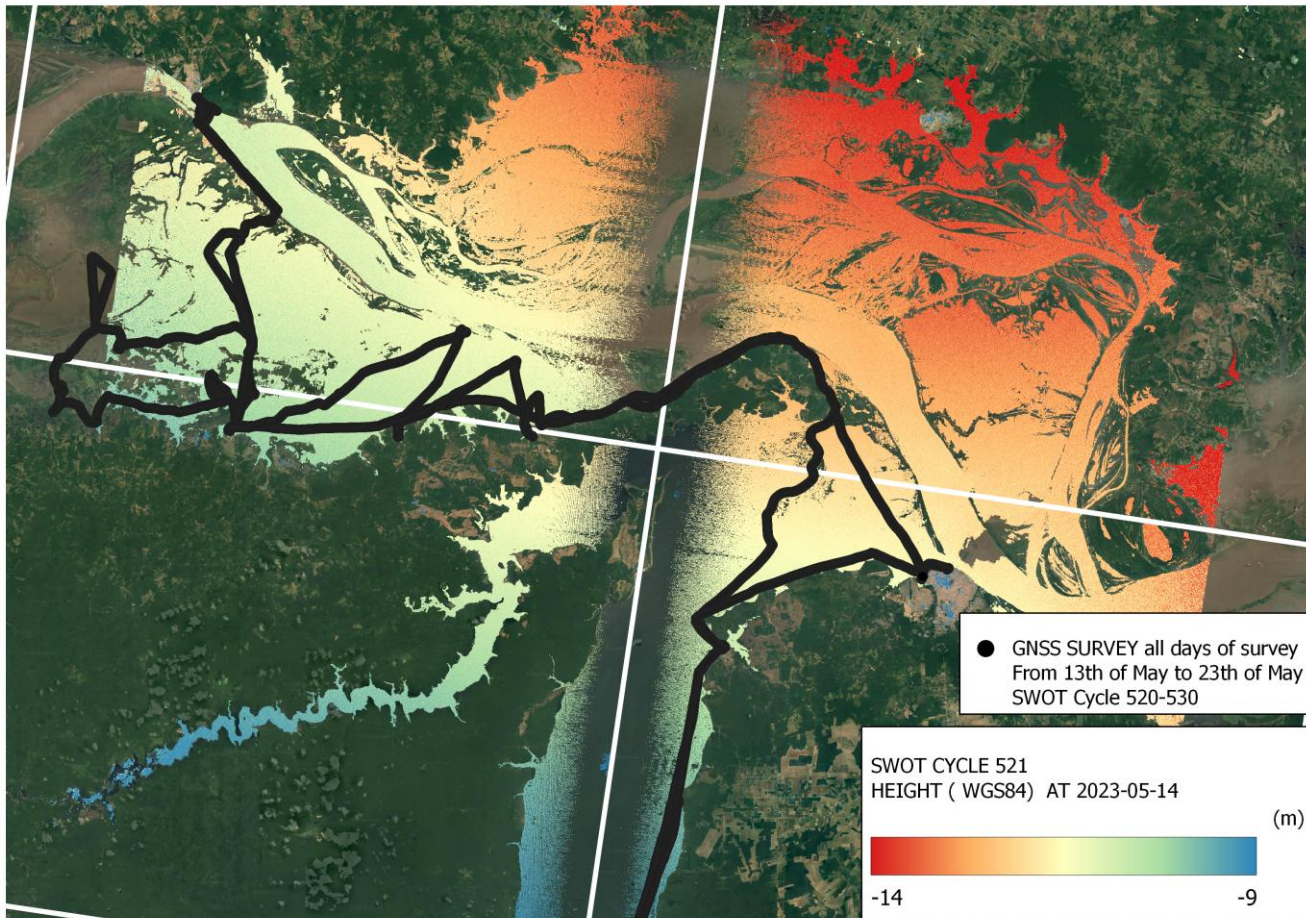 GNSS SURVEY all days of survey
From 13th of May to 23th of May
SWOT Cycle 520-530
SWOT CYCLE 521
HEIGHT ( WGS84) AT 2023-05-14
(m)
-14 -9